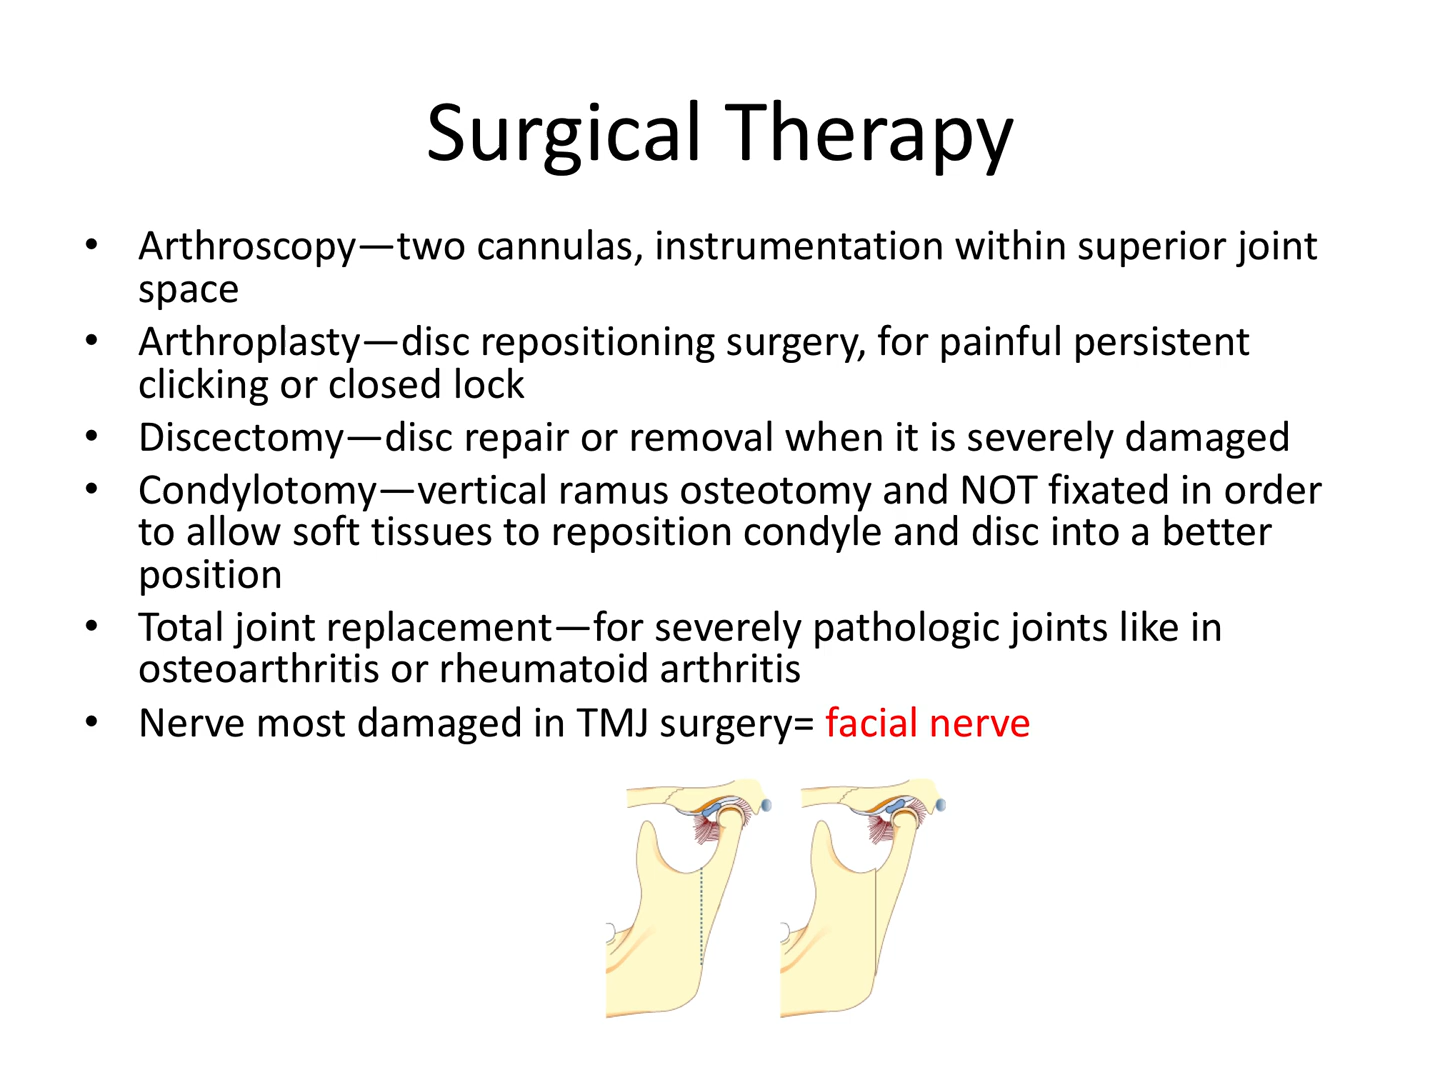 Surgical Therapy
• Arthroscopy—two cannulas, instrumentation within superior joint
space
• Arthroplasty—disc repositioning surgery, for painful persistent
clicking or closed lock
• Discectomy—disc repair or removal when it is severely damaged
• Condylotomy—vertical ramus osteotomy and NOT fixated in order
to allow soft tissues to reposition condyle and disc into a better
position
• Total joint replacement—for severely pathologic joints like in
osteoarthritis or rheumatoid arthritis
• Nerve most damaged in TMJ surgery= facial nerve